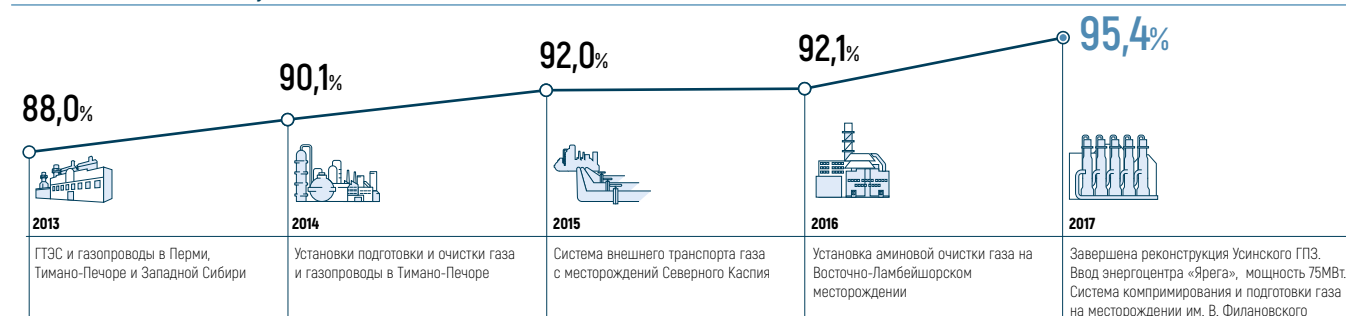 88,0%
90,1%
92,0%
92,1%
95,4%
2013
ГТЭС и газопроводы в Перми,
Тимано-Печоре и Западной Сибири
2014
Установки подготовки и очистки газа
и газопроводы в Тимано-Печоре
2015
Система внешнего транспорта газа
с месторождений Северного Каспия
2016
Установка аминовой очистки газа на
Восточно-Ламбейшорском
месторождении
2017
Завершена реконструкция Усинского ГПЗ.
Ввод энергоцентра «Ярега», мощность 75МВт.
Система компримирования и подготовки газа
на месторождении им. В. Филановского